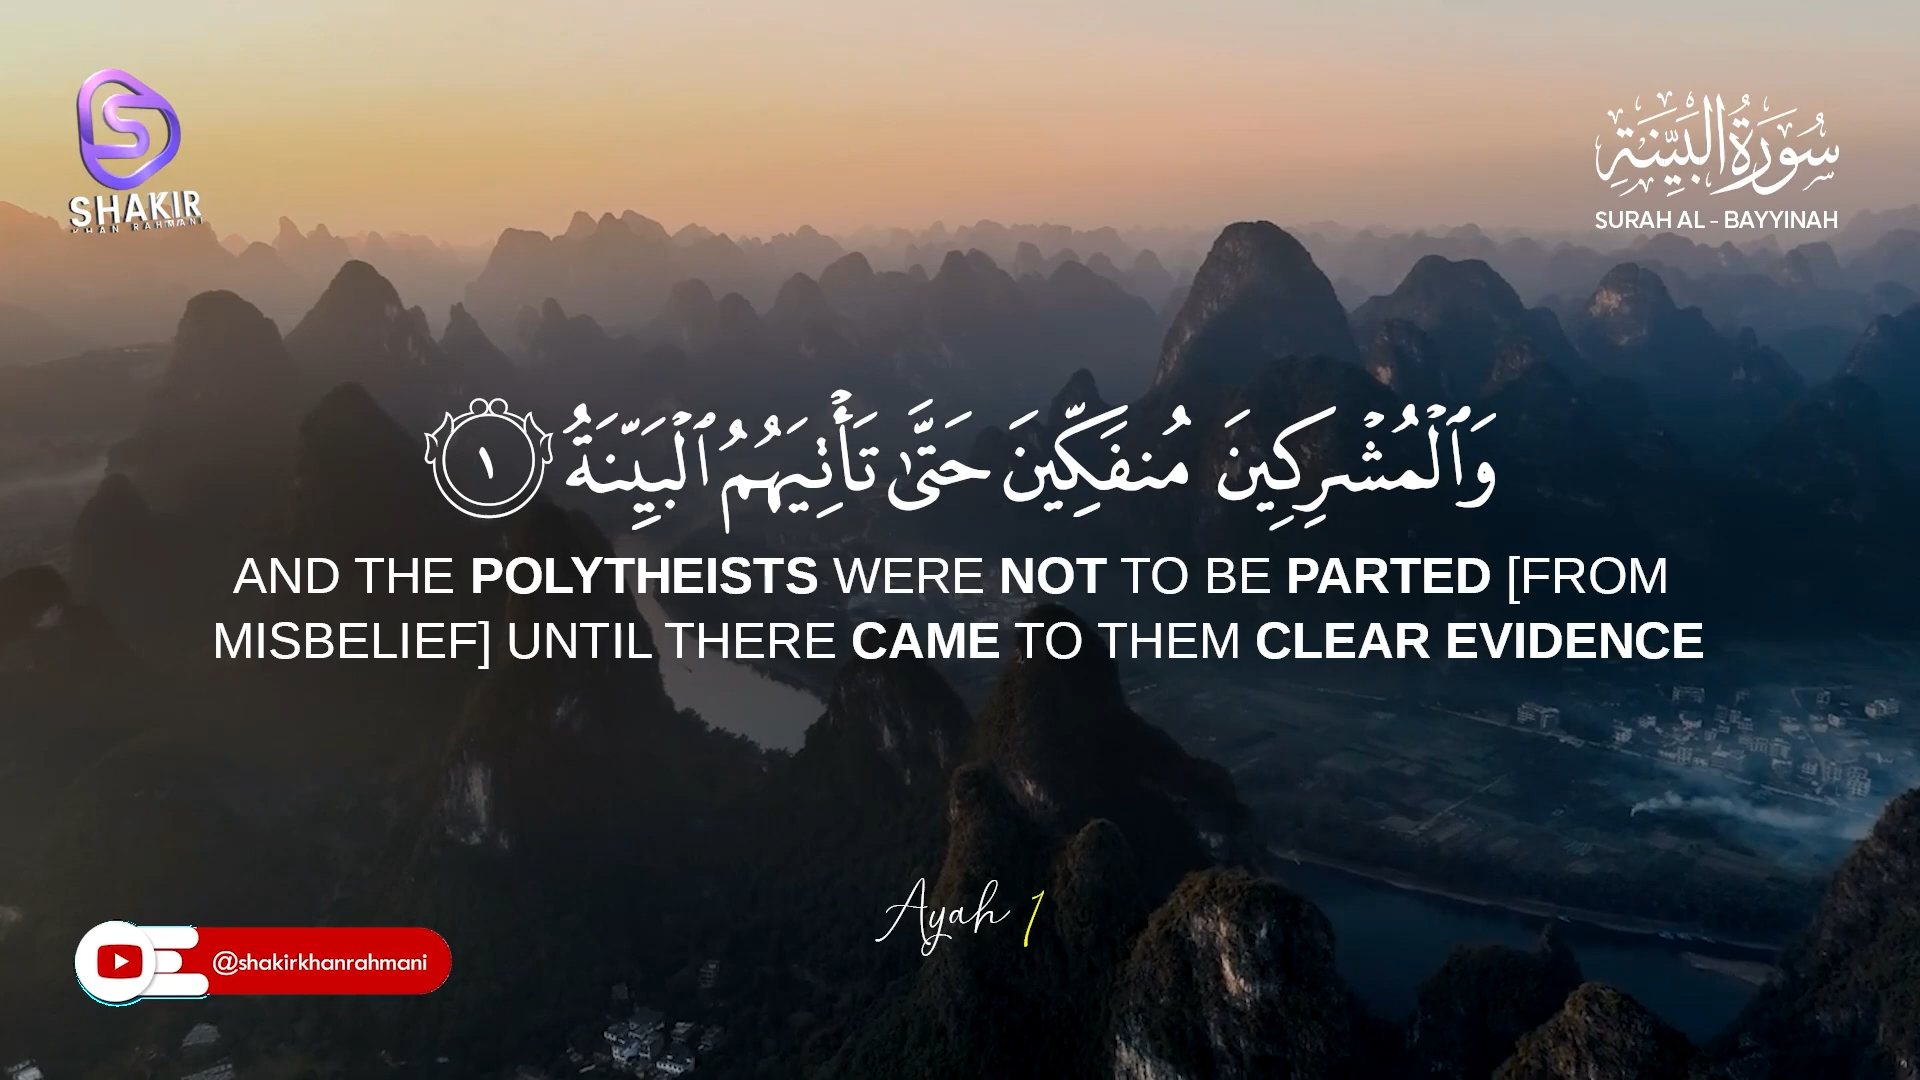 SHAKIR
KHAN RAHMANI
سُورَةُ البَيِّنَةِ
SURAH AL - BAYYINAH
وَٱلْمُشْرِكِينَ مُنفَكِّينَ حَتَّىٰ تَأْتِيَهُمُ ٱلْبَيِّنَةُ ١
AND THE POLYTHEISTS WERE NOT TO BE PARTED [FROM
MISBELIEF] UNTIL THERE CAME TO THEM CLEAR EVIDENCE
Ayah 1
@shakirkhanrahmani